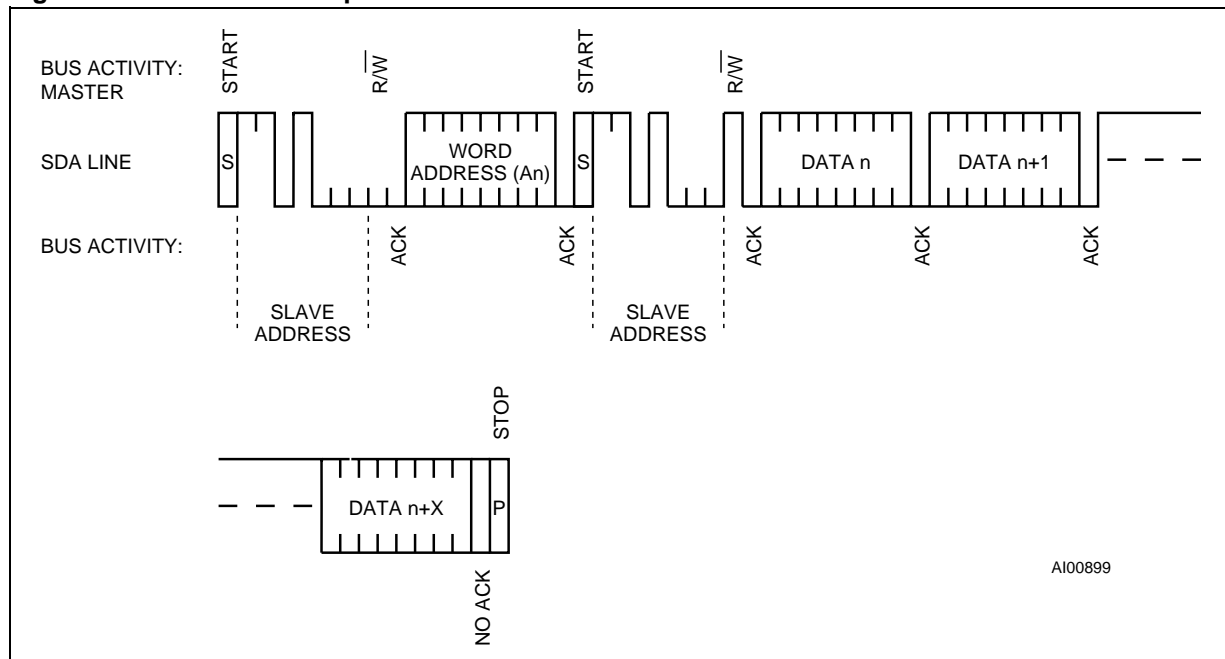 START
R/W
START
R/W
BUS ACTIVITY:
MASTER
SDA LINE
S
WORD
ADDRESS (An)
S
DATA n
DATA n+1
BUS ACTIVITY:
ACK
ACK
ACK
ACK
ACK
SLAVE
ADDRESS
SLAVE
ADDRESS
STOP
DATA n+X
P
NO ACK
AI00899